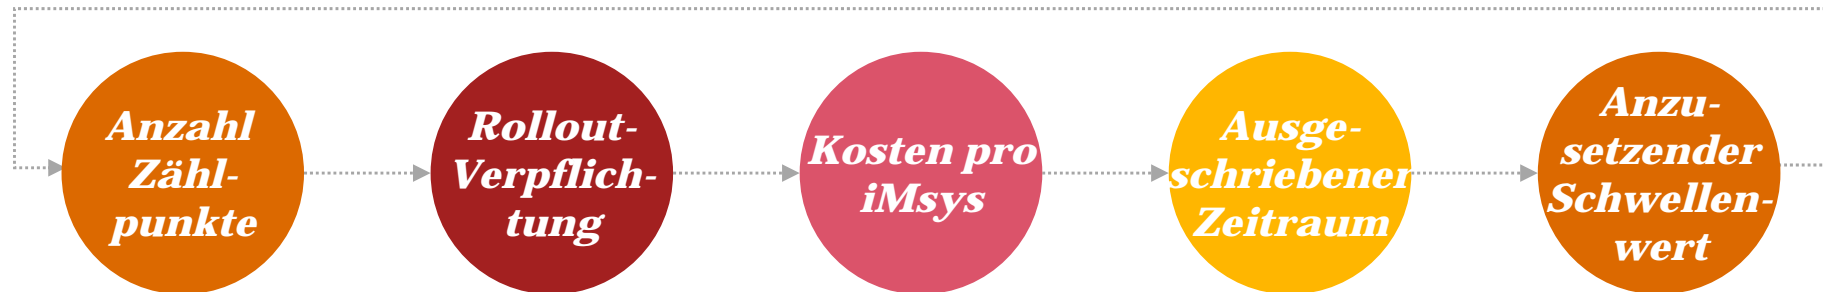 Anzahl
Zähl-
punkte
Rollout-
Verpflich-
tung
Kosten pro
iMsys
Ausge-
schriebener
Zeitraum
Anzu-
setzender
Schwellen-
wert